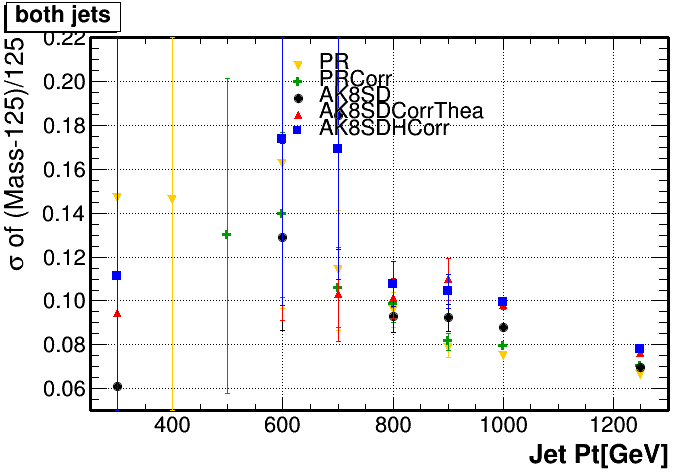 both jets
σ of (Mass-125)/125
0.22
0.20
0.18
0.16
0.14
0.12
0.10
0.08
0.06
PR
PRCorr
AK8SD
AK8SDCorrThea
AK8SDHCorr
400 600 800 1000 1200
Jet Pt[GeV]